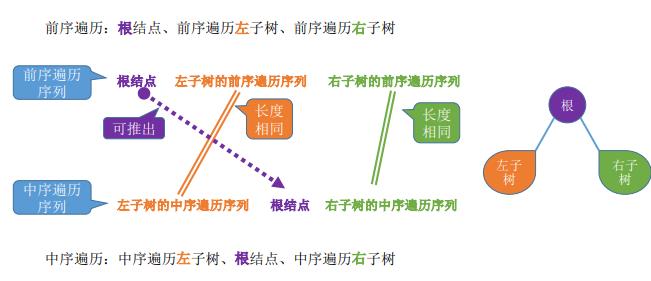 前序遍历：根结点、前序遍历左子树、前序遍历右子树
前序遍历
序列
根结点 左子树的前序遍历序列 右子树的前序遍历序列
可推出
长度
相同
长度
相同
根
左子
树
右子
树
中序遍历
序列
左子树的中序遍历序列 根结点 右子树的中序遍历序列
中序遍历：中序遍历左子树、根结点、中序遍历右子树